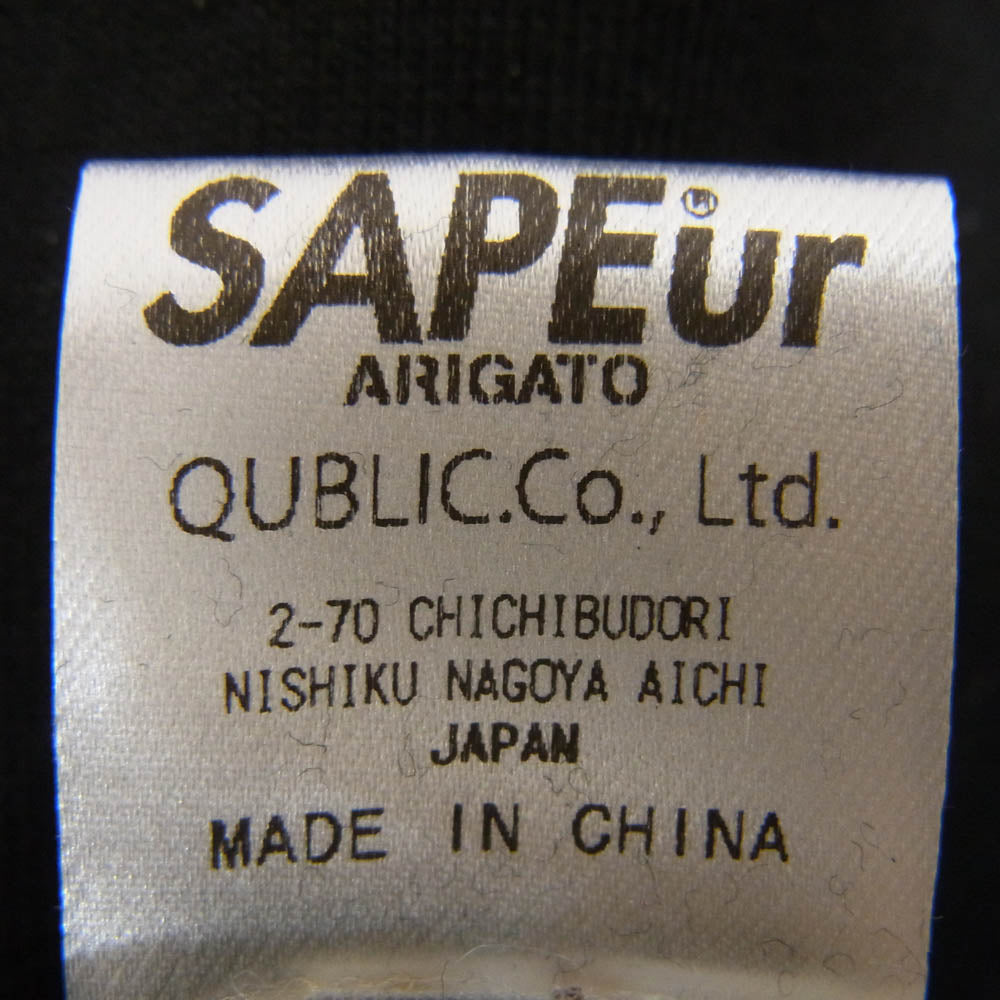 SAPEur®
ARIGATO
QUBLIC.Co., Ltd.
2-70 CHICHIBUDORI
NISHIKU NAGOYA AICHI
JAPAN
MADE IN CHINA